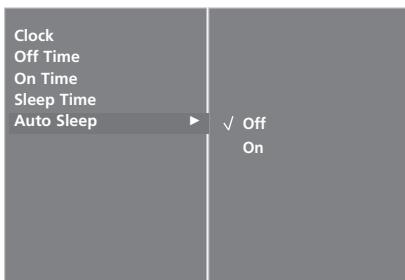 Clock
Off Time
On Time
Sleep Time
Auto Sleep ►
√ Off
On